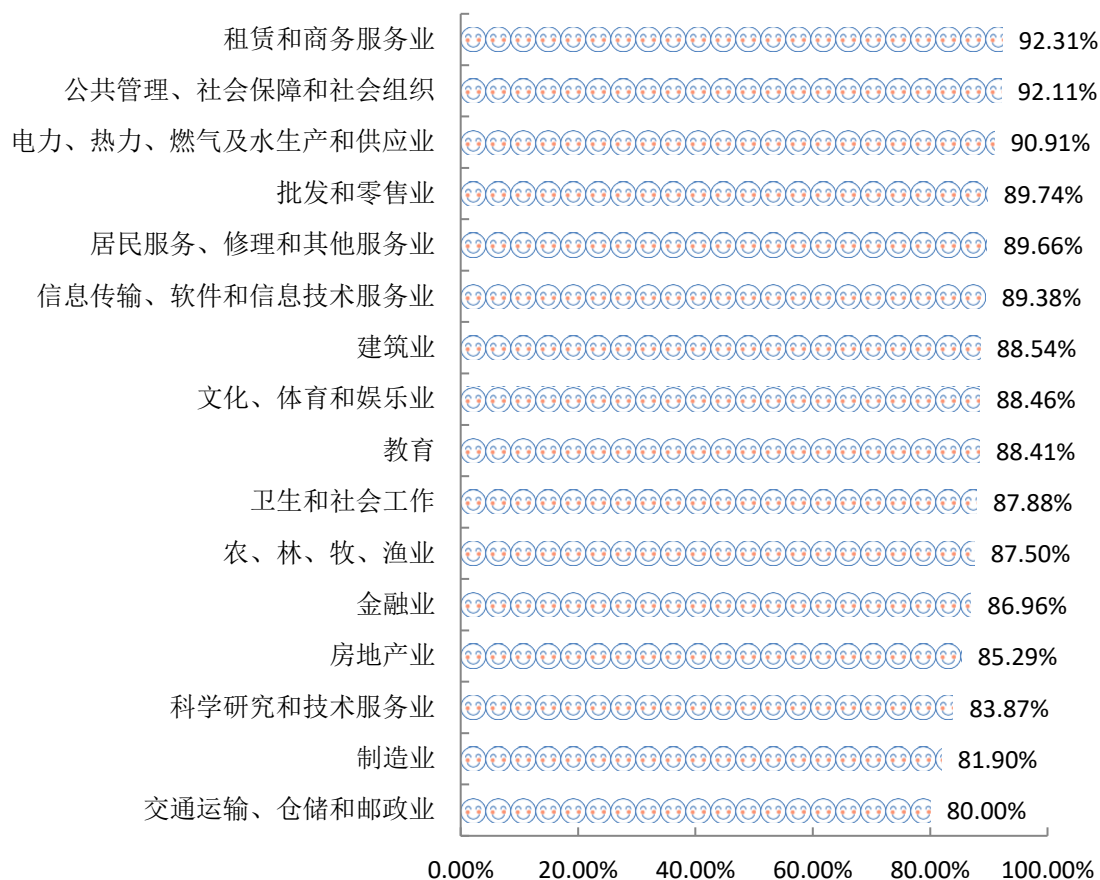 租赁和商务服务业 92.31%
公共管理、社会保障和社会组织 92.11%
电力、热力、燃气及水生产和供应业 90.91%
批发和零售业 89.74%
居民服务、修理和其他服务业 89.66%
信息传输、软件和信息技术服务业 89.38%
建筑业 88.54%
文化、体育和娱乐业 88.46%
教育 88.41%
卫生和社会工作 87.88%
农、林、牧、渔业 87.50%
金融业 86.96%
房地产业 85.29%
科学研究和技术服务业 83.87%
制造业 81.90%
交通运输、仓储和邮政业 80.00%
0.00% 20.00% 40.00% 60.00% 80.00% 100.00%